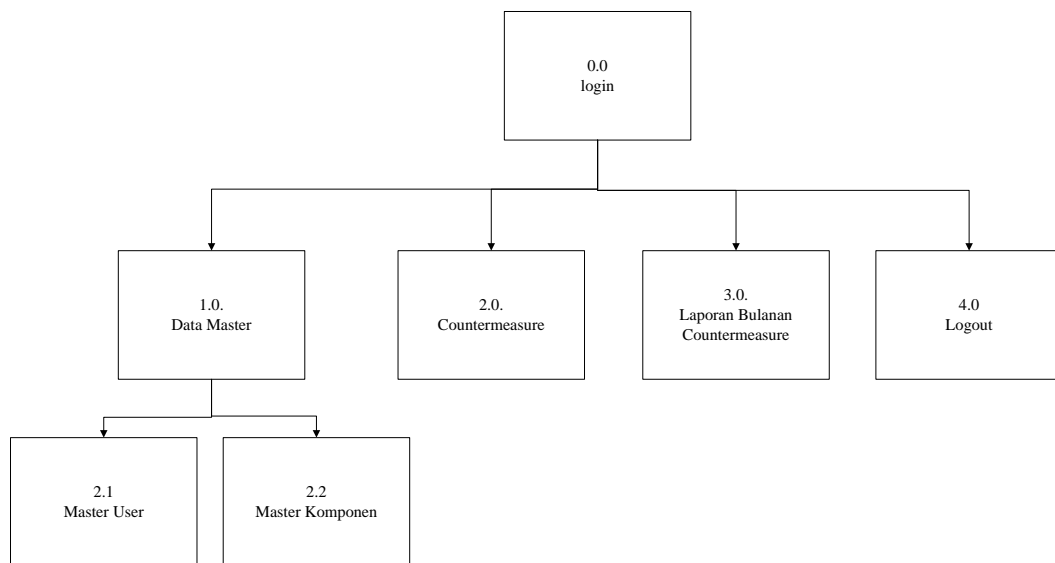 0.0
login
1.0.
Data Master
2.0.
Countermeasure
3.0.
Laporan Bulanan
Countermeasure
4.0
Logout
2.1
Master User
2.2
Master Komponen